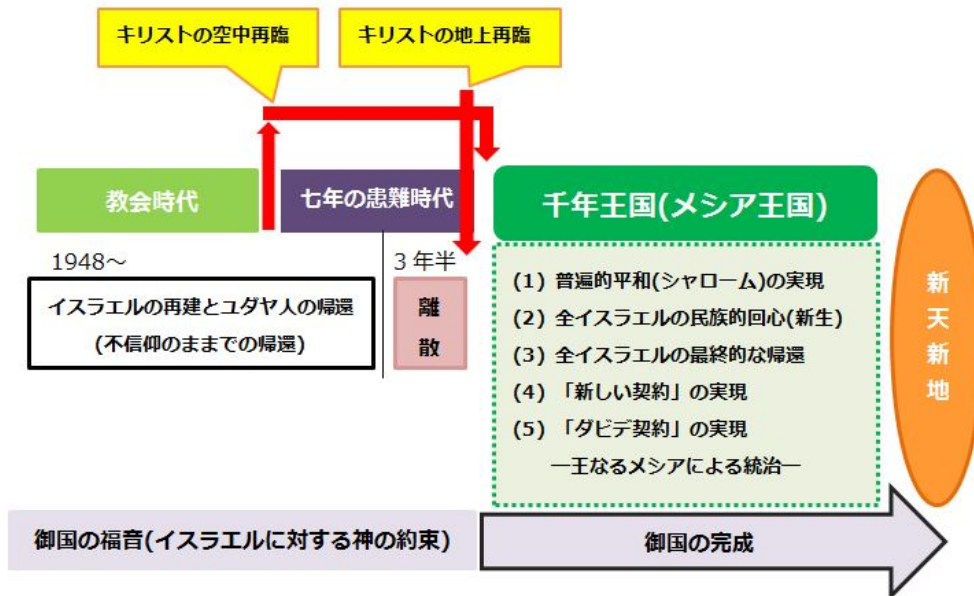 キリストの空中再臨
キリストの地上再臨
教会時代
七年の患難時代
千年王国(メシア王国)
1948～
3年半
イスラエルの再建とユダヤ人の帰還
(不信仰のままでの帰還)
離
散
(1) 普遍的平和(シャローム)の実現
(2) 全イスラエルの民族的回心(新生)
(3) 全イスラエルの最終的な帰還
(4) 「新しい契約」の実現
(5) 「ダビデ契約」の実現
―王なるメシアによる統治―
新
天
新
地
御国の福音(イスラエルに対する神の約束)
御国の完成